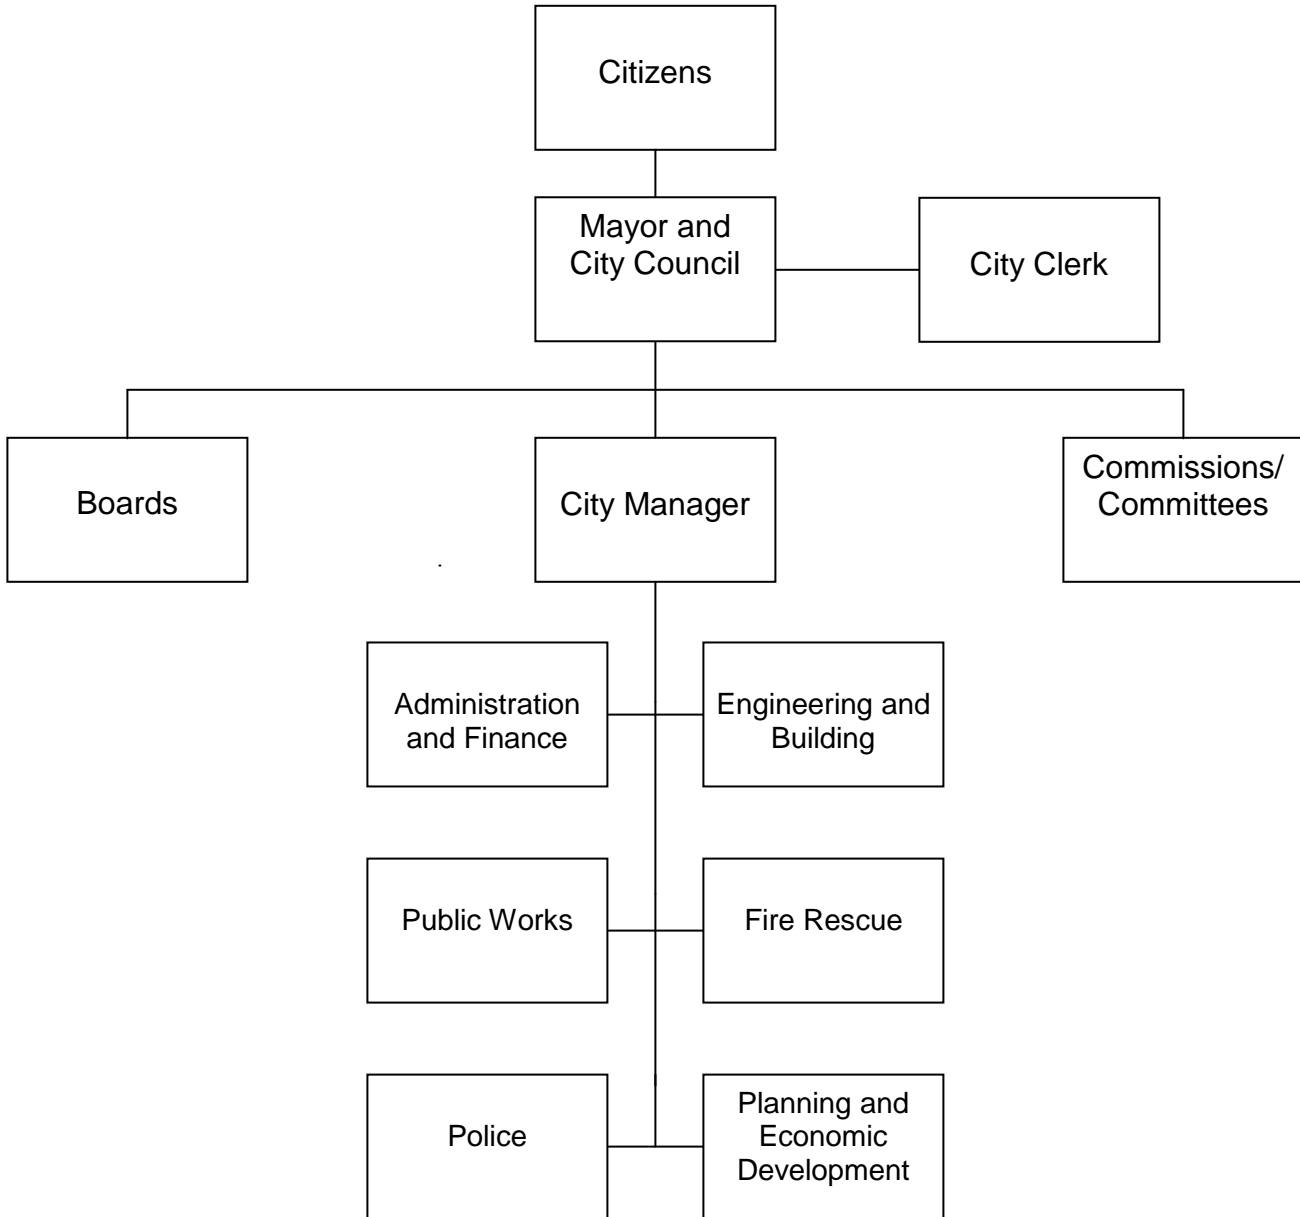 Citizens
Mayor and
City Council
City Clerk
Boards
City Manager
Commissions/
Committees
Administration
and Finance
Engineering and
Building
Public Works
Fire Rescue
Police
Planning and
Economic
Development